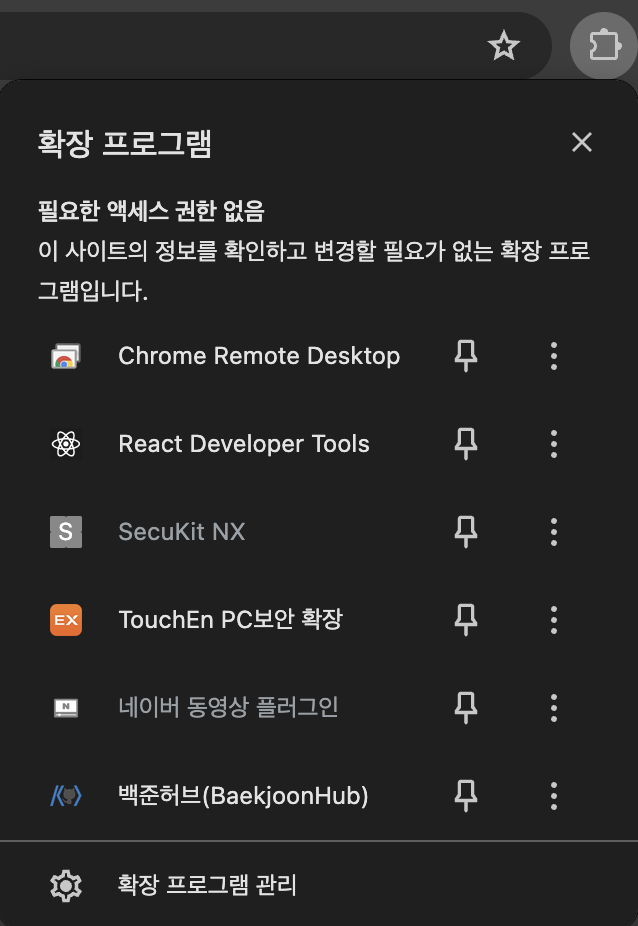 확장 프로그램
필요한 액세스 권한 없음
이 사이트의 정보를 확인하고 변경할 필요가 없는 확장 프로
그램입니다.
Chrome Remote Desktop
React Developer Tools
S SecuKit NX
EX TouchEn PC보안 확장
N 네이버 동영상 플러그인
백준허브(BaekjoonHub)
확장 프로그램 관리